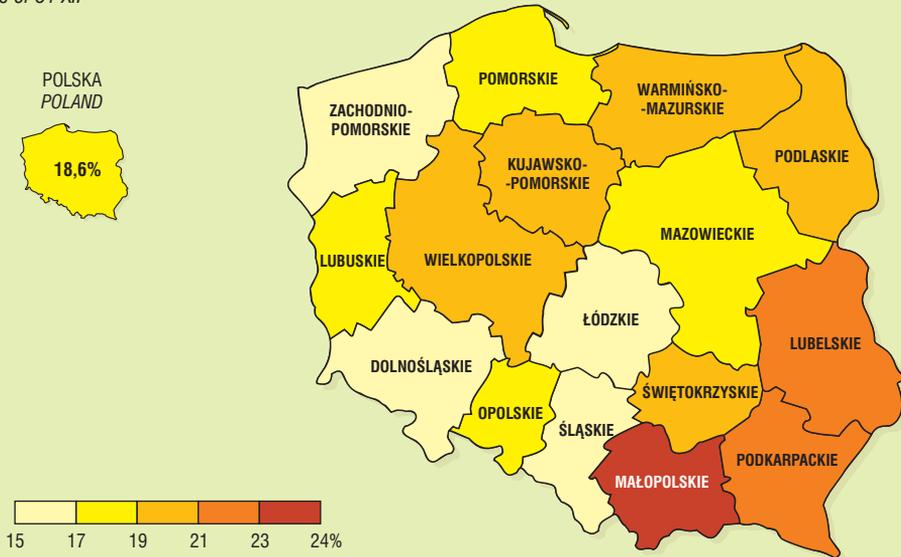 POLSKA
POLAND
18,6%
POMORSKIE
ZACHODNIO-
POMORSKIE
WARMIŃSKO-
-MAZURSKIE
PODLASKIE
KUJAWSKO-
-POMORSKIE
MAZOWIECKIE
LUBUSKIE
WIELKOPOLSKIE
ŁÓDZKIE
LUBELSKIE
DOLNOŚLĄSKIE
ŚWIĘTOKRZYSKIE
OPOLSKIE
ŚLĄSKIE
PODKARPACKIE
MAŁOPOLSKIE
15 17 19 21 23 24%